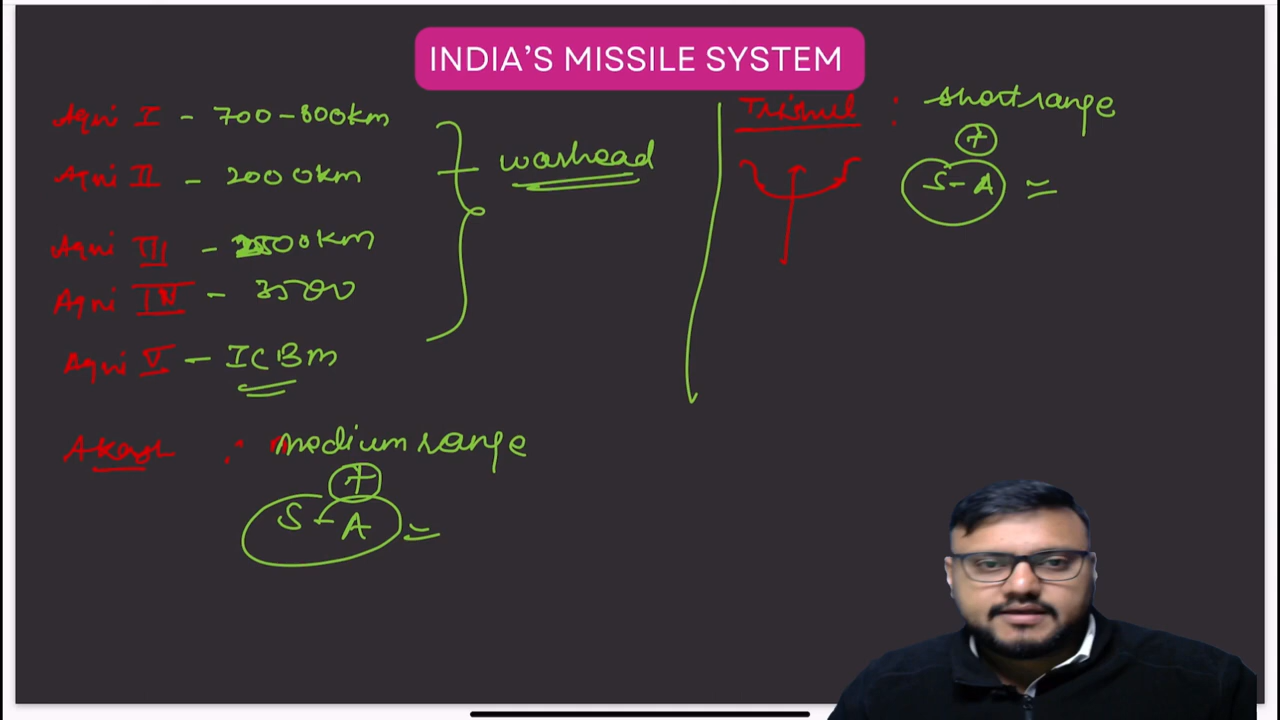 INDIA'S MISSILE SYSTEM
Agni I - 700-800km
Agni II - 2000km
Agni III - 3500km
Agni IV - 3500
Agni V - ICBM
warhead
Akash : medium range
+
S-A
Trishul : short range
+
S-A